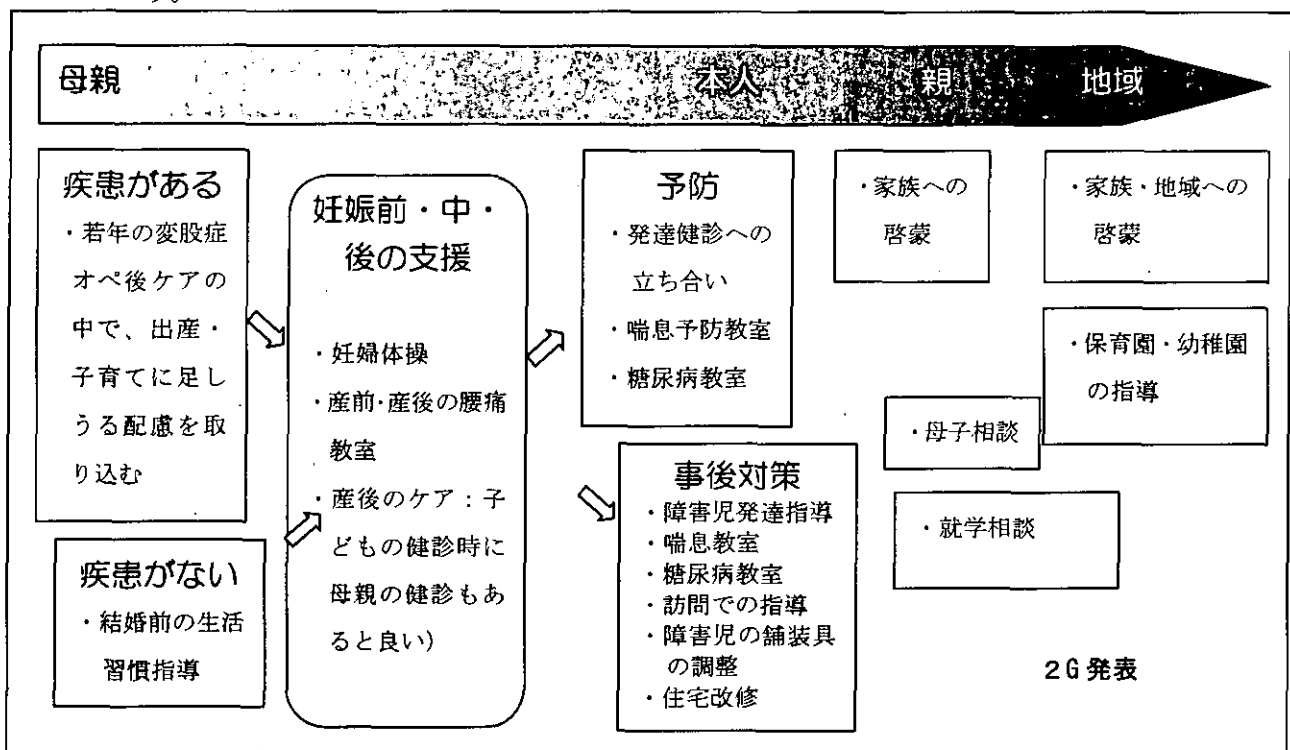 う。
母親
本人
親
地域
疾患がある
・若年の変股症
オペ後ケアの
中で、出産・
子育てに足し
うる配慮を取
り込む
疾患がない
・結婚前の生活
習慣指導
妊娠前・中・
後の支援
・妊婦体操
・産前・産後の腰痛
教室
・産後のケア：子
どもの健診時に
母親の健診もあ
ると良い）
予防
・発達健診への
立ち合い
・喘息予防教室
・糖尿病教室
事後対策
・障害児発達指導
・喘息教室
・糖尿病教室
・訪問での指導
・障害児の舗装具
の調整
・住宅改修
・家族への
啓蒙
・母子相談
・就学相談
・家族・地域への
啓蒙
・保育園・幼稚園
の指導
2G発表